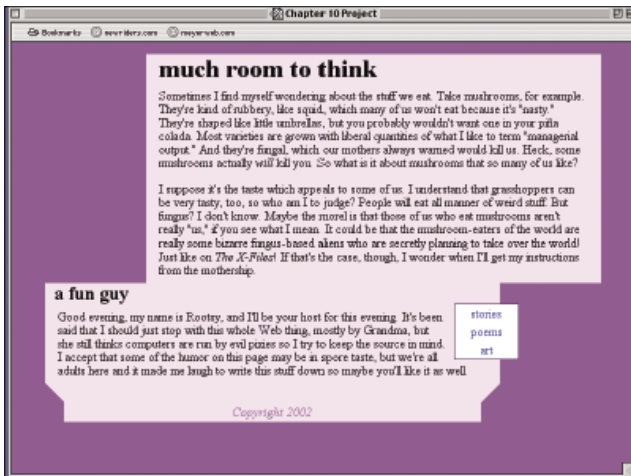 Chapter 10 Project
Bookmarks newriders.com meyerweb.com
much room to think
Sometimes I find myself wondering about the stuff we eat. Take mushrooms, for example.
They're kind of rubbery, like squid, which many of us won't eat because it's "nasty."
They're shaped like little umbrellas, but you probably wouldn't want one in your piña
colada. Most varieties are grown with liberal quantities of what I like to term "managerial
output." And they're fungal, which our mothers always warned would kill us. Heck, some
mushrooms actually will kill you. So what is it about mushrooms that so many of us like?
I suppose it's the taste which appeals to some of us. I understand that grasshoppers can
be very tasty, too, so who am I to judge? People will eat all manner of weird stuff. But
fungus? I don't know. Maybe the morel is that those of us who eat mushrooms aren't
really "us," if you see what I mean. It could be that the mushroom-eaters of the world are
really some bizarre fungus-based aliens who are secretly planning to take over the world!
Just like on The X-Files! If that's the case, though, I wonder when I'll get my instructions
from the mothership.
a fun guy
Good evening, my name is Rootsy, and I'll be your host for this evening. It's been
said that I should just stop with this whole Web thing, mostly by Grandma, but
she still thinks computers are run by evil pixies so I try to keep the source in mind.
I accept that some of the humor on this page may be in spore taste, but we're all
adults here and it made me laugh to write this stuff down so maybe you'll like it as well
stories
poems
art
Copyright 2002